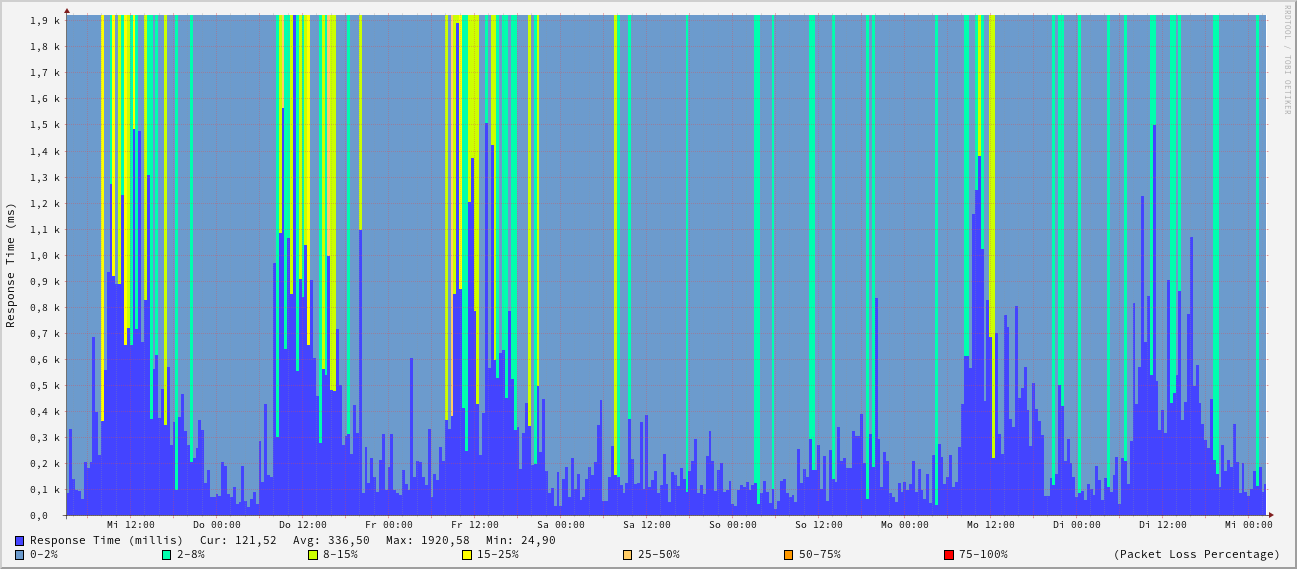 1,9 k
1,8 k
1,7 k
1,6 k
1,5 k
1,4 k
1,3 k
1,2 k
1,1 k
1,0 k
0,9 k
0,8 k
0,7 k
0,6 k
0,5 k
0,4 k
0,3 k
0,2 k
0,1 k
0,0
Response Time (ms)
RRDTOOL / TOBI OETIKER
Mi 12:00 Do 00:00 Do 12:00 Fr 00:00 Fr 12:00 Sa 00:00 Sa 12:00 So 00:00 So 12:00 Mo 00:00 Mo 12:00 Di 00:00 Di 12:00 Mi 00:00
Response Time (millis) Cur: 121,52 Avg: 336,50 Max: 1920,58 Min: 24,90
0-2% 2-8% 8-15% 15-25% 25-50% 50-75% 75-100% (Packet Loss Percentage)